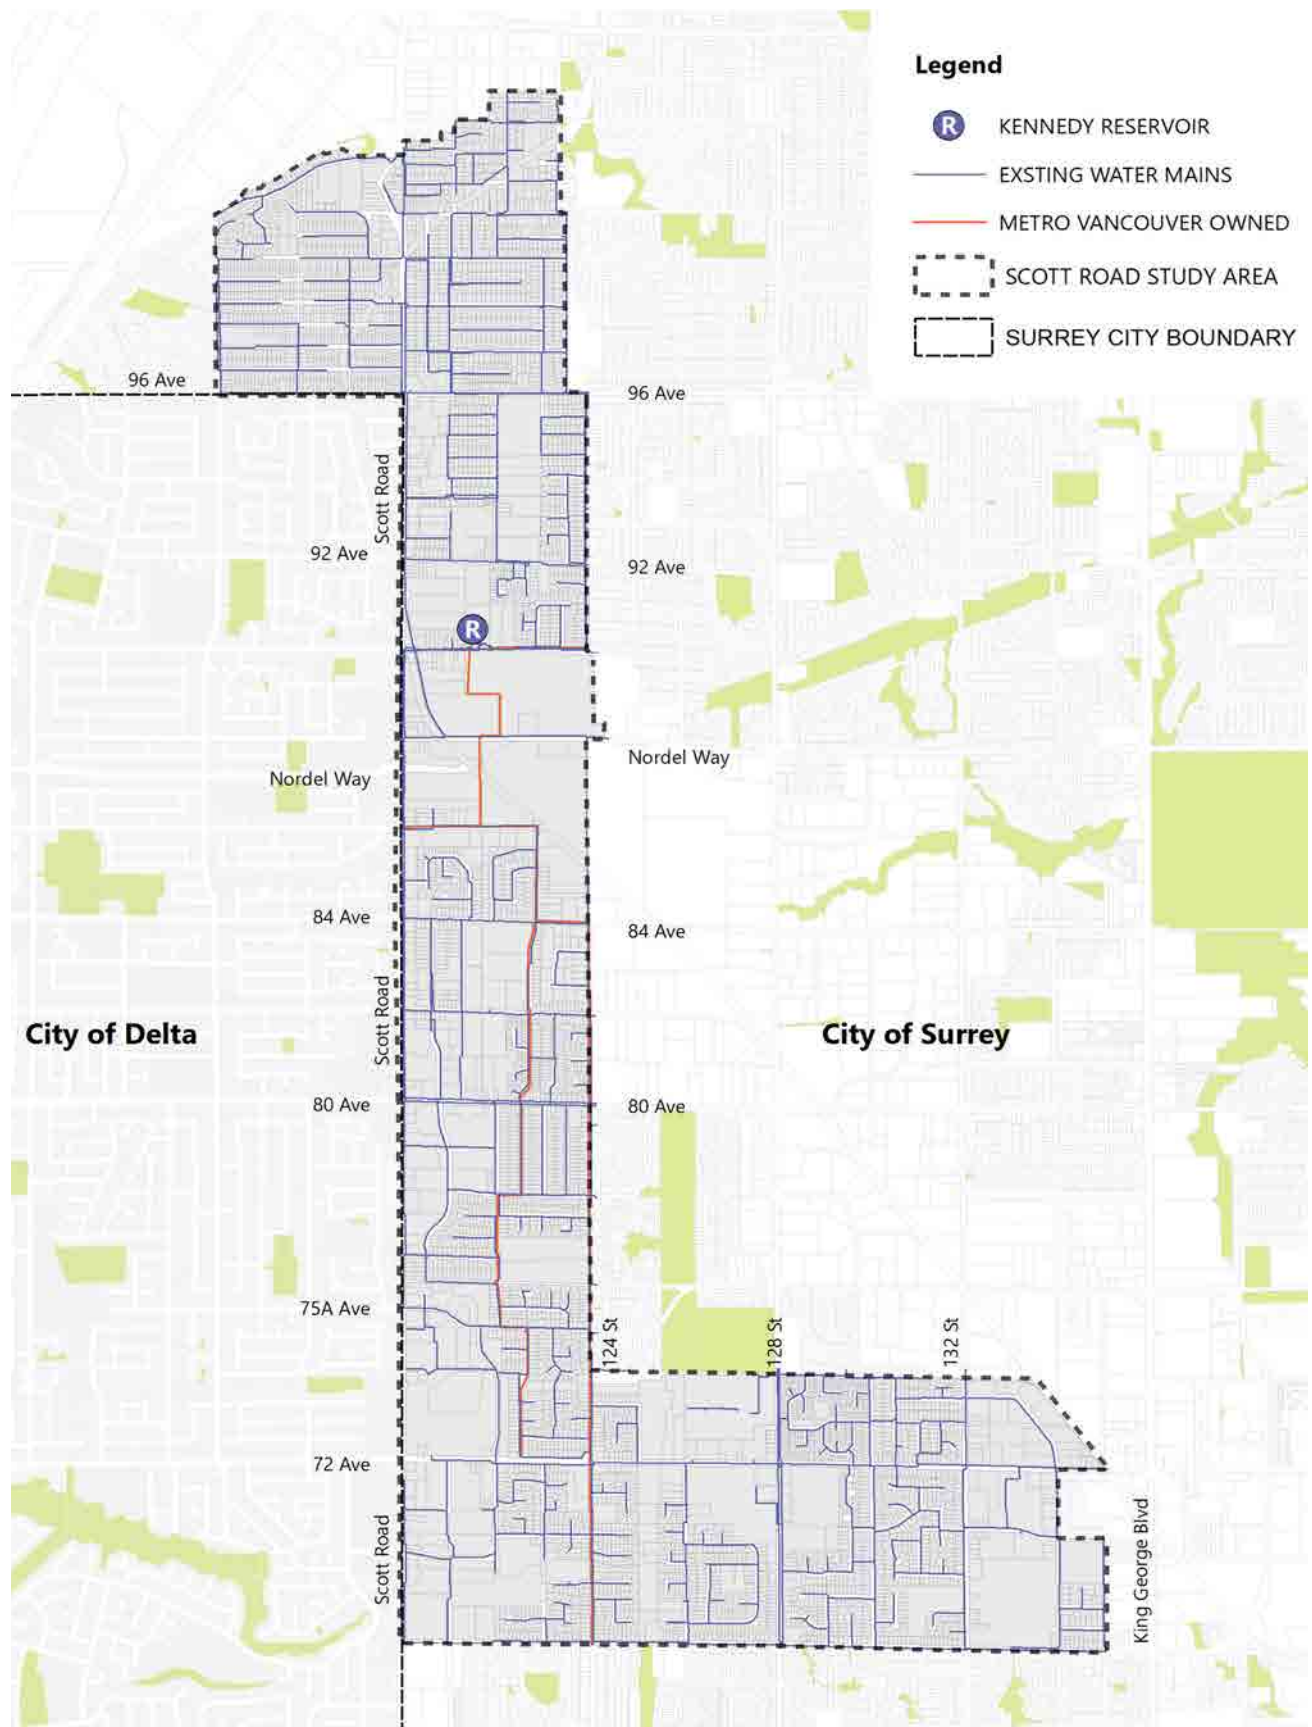 Legend
R KENNEDY RESERVOIR
EXSTING WATER MAINS
METRO VANCOUVER OWNED
SCOTT ROAD STUDY AREA
SURREY CITY BOUNDARY
96 Ave
96 Ave
Scott Road
92 Ave
92 Ave
R
Nordel Way
Nordel Way
84 Ave
84 Ave
Scott Road
City of Delta
City of Surrey
80 Ave
80 Ave
75A Ave
124 St
128 St
132 St
72 Ave
Scott Road
King George Blvd